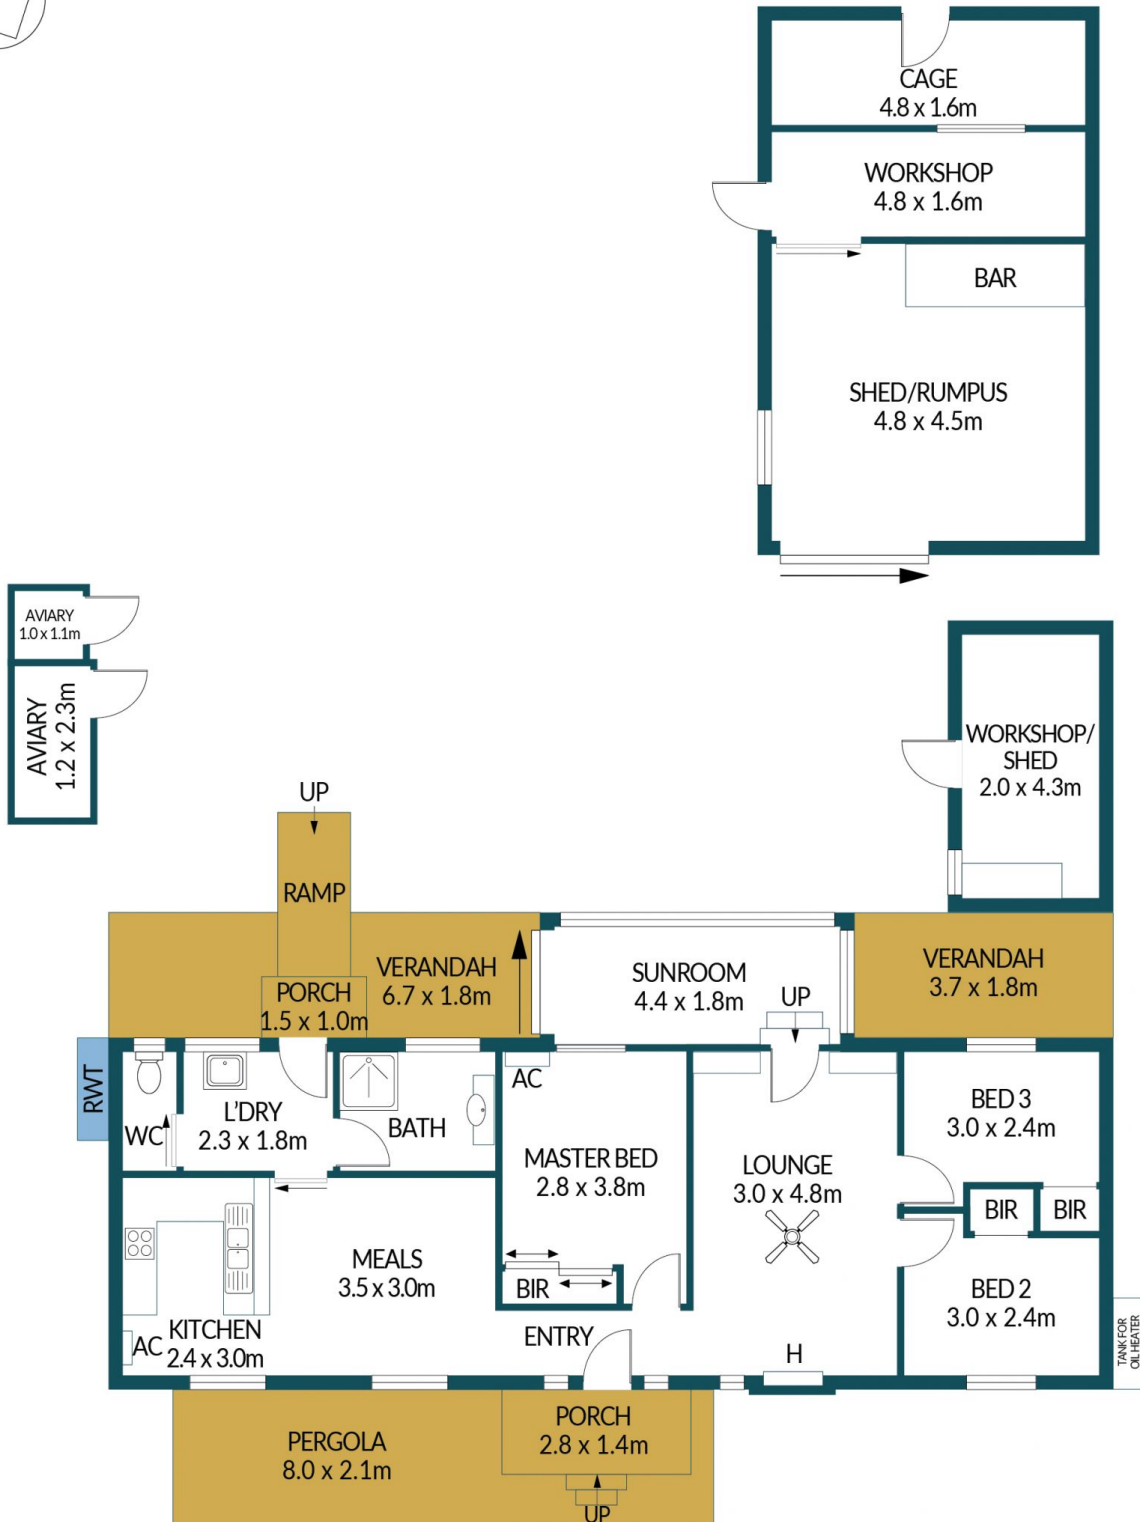 CAGE
4.8 x 1.6m
WORKSHOP
4.8 x 1.6m
BAR
SHED/RUMPUS
4.8 x 4.5m
AVIARY
1.0 x 1.1m
AVIARY
1.2 x 2.3m
WORKSHOP/
SHED
2.0 x 4.3m
UP
RAMP
VERANDAH
6.7 x 1.8m
PORCH
1.5 x 1.0m
SUNROOM
4.4 x 1.8m
UP
VERANDAH
3.7 x 1.8m
RWT
WC
L'DRY
2.3 x 1.8m
BATH
AC
MASTER BED
2.8 x 3.8m
LOUNGE
3.0 x 4.8m
BED 3
3.0 x 2.4m
BIR
BIR
MEALS
3.5 x 3.0m
BIR
BED 2
3.0 x 2.4m
KITCHEN
2.4 x 3.0m
AC
ENTRY
H
TANK FOR
OIL HEATER
PERGOLA
8.0 x 2.1m
PORCH
2.8 x 1.4m
UP